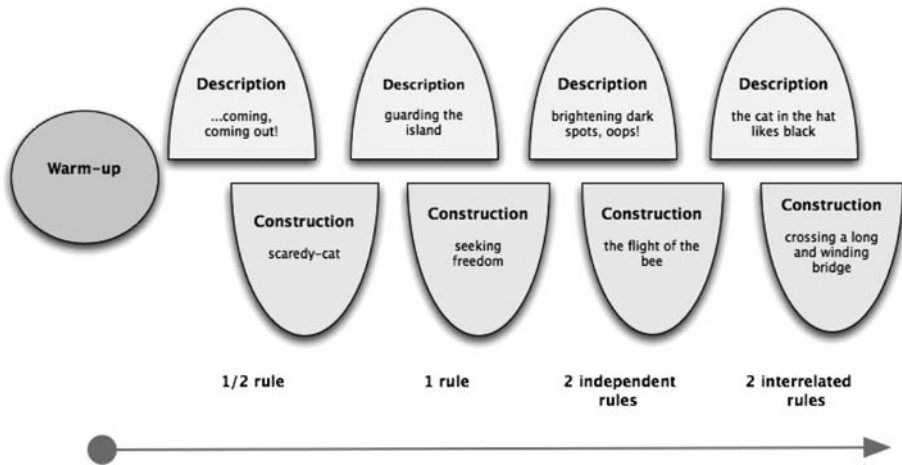 Warm-up
Description
...coming,
coming out!
Description
guarding the
island
Description
brightening dark
spots, oops!
Description
the cat in the hat
likes black
Construction
scaredy-cat
Construction
seeking
freedom
Construction
the flight of the
bee
Construction
crossing a long
and winding
bridge
1/2 rule
1 rule
2 independent
rules
2 interrelated
rules